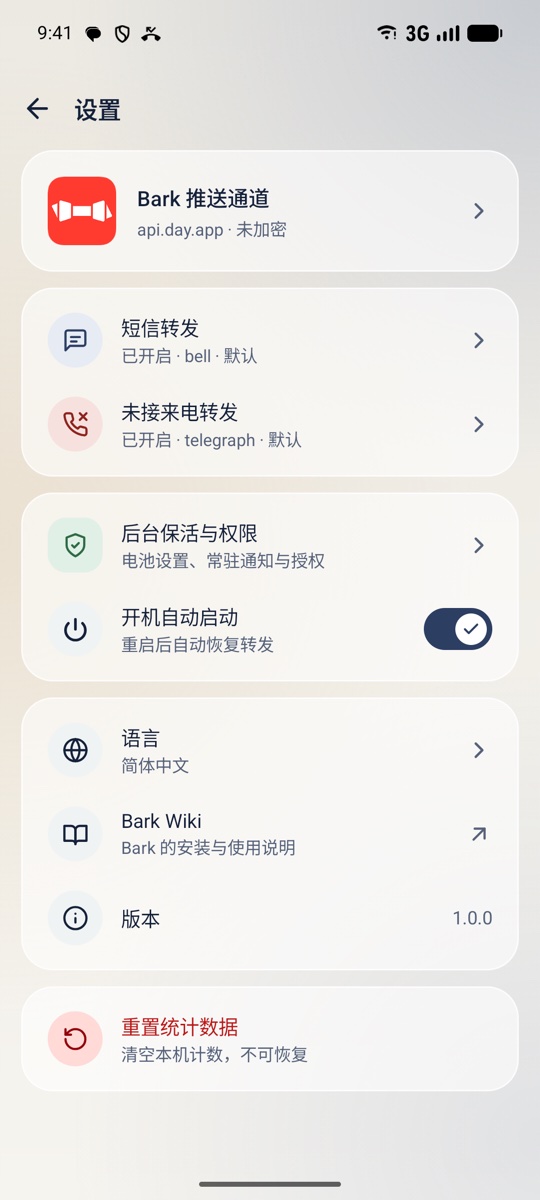 9:41
3G
设置
Bark 推送通道
api.day.app · 未加密
短信转发
已开启 · bell · 默认
未接来电转发
已开启 · telegraph · 默认
后台保活与权限
电池设置、常驻通知与授权
开机自动启动
重启后自动恢复转发
语言
简体中文
Bark Wiki
Bark 的安装与使用说明
版本
1.0.0
重置统计数据
清空本机计数，不可恢复